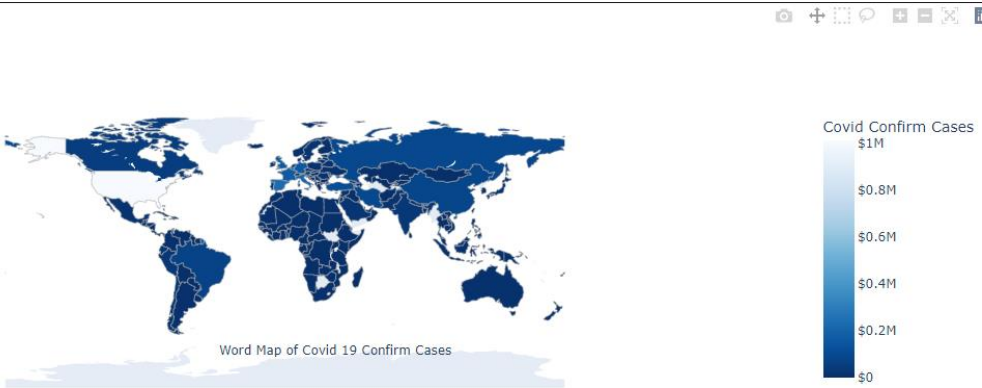 Covid Confirm Cases
$1M
$0.8M
$0.6M
$0.4M
$0.2M
$0
Word Map of Covid 19 Confirm Cases